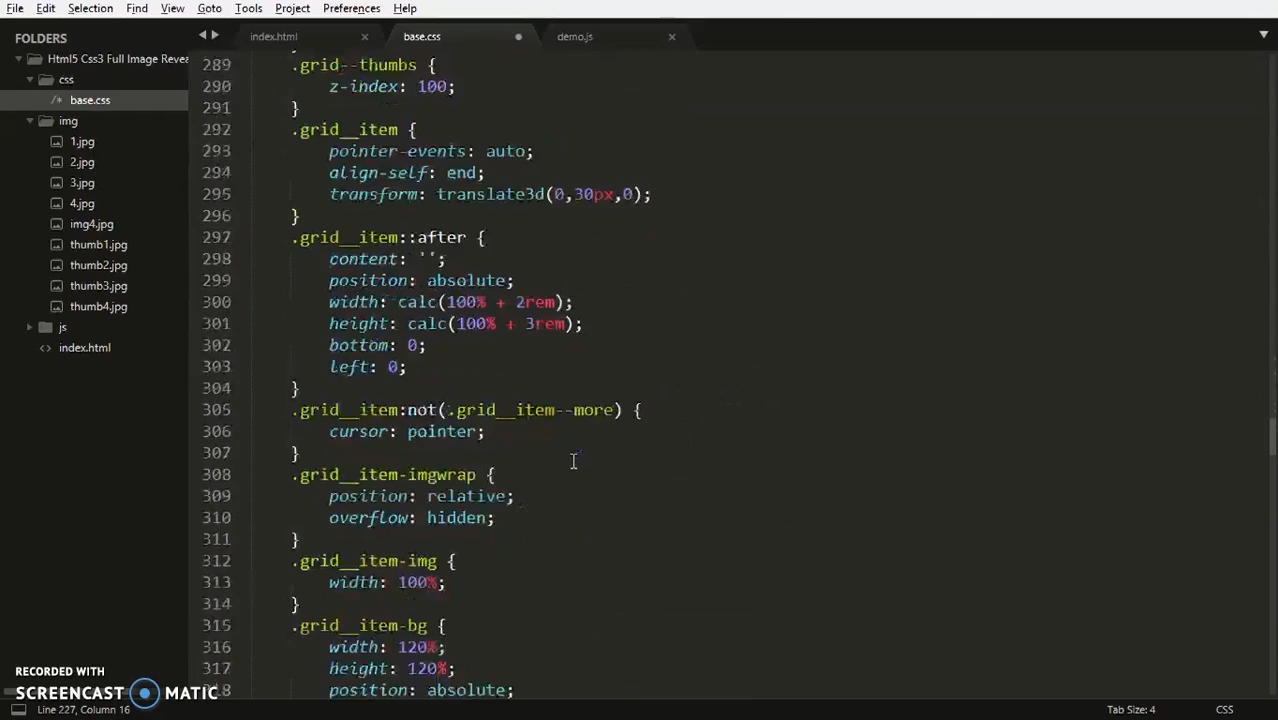 File Edit Selection Find View Goto Tools Project Preferences Help
FOLDERS
Html5 Css3 Full Image Revea
css
/* base.css
img
1.jpg
2.jpg
3.jpg
4.jpg
img4.jpg
thumb1.jpg
thumb2.jpg
thumb3.jpg
thumb4.jpg
js
<> index.html
index.html × base.css demo.js ×
289 .grid--thumbs {
290 z-index: 100;
291 }
292 .grid__item {
293 pointer-events: auto;
294 align-self: end;
295 transform: translate3d(0,30px,0);
296 }
297 .grid__item::after {
298 content: '';
299 position: absolute;
300 width: calc(100% + 2rem);
301 height: calc(100% + 3rem);
302 bottom: 0;
303 left: 0;
304 }
305 .grid__item:not(.grid__item--more) {
306 cursor: pointer;
307 }
308 .grid__item-imgwrap {
309 position: relative;
310 overflow: hidden;
311 }
312 .grid__item-img {
313 width: 100%;
314 }
315 .grid__item-bg {
316 width: 120%;
317 height: 120%;
318 position: absolute;
RECORDED WITH
SCREENCAST MATIC
Line 227, Column 16 Tab Size: 4 CSS